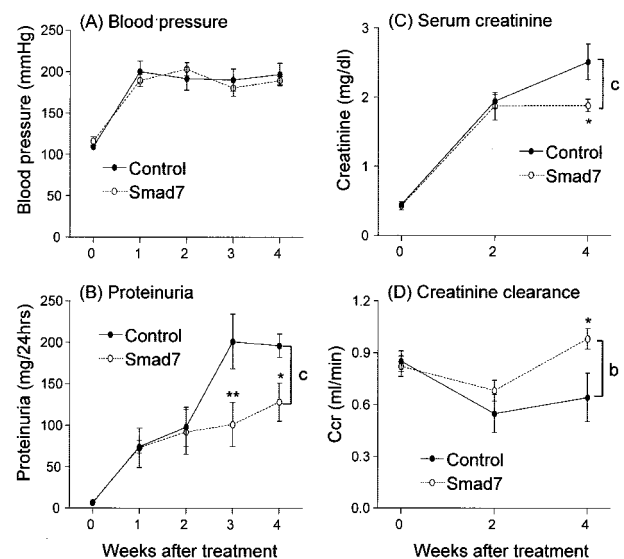 (A) Blood pressure
Blood pressure (mmHg)
250
200
150
100
50
0
Control
Smad7
0 1 2 3 4
(B) Proteinuria
Proteinuria (mg/24hrs)
250
200
150
100
50
0
Control
Smad7
**
*
c
0 1 2 3 4
Weeks after treatment
(C) Serum creatinine
Creatinine (mg/dl)
3
2
1
0
c
*
Control
Smad7
0 2 4
(D) Creatinine clearance
Ccr (ml/min)
1.2
0.9
0.6
0.3
0.0
*
b
Control
Smad7
0 2 4
Weeks after treatment